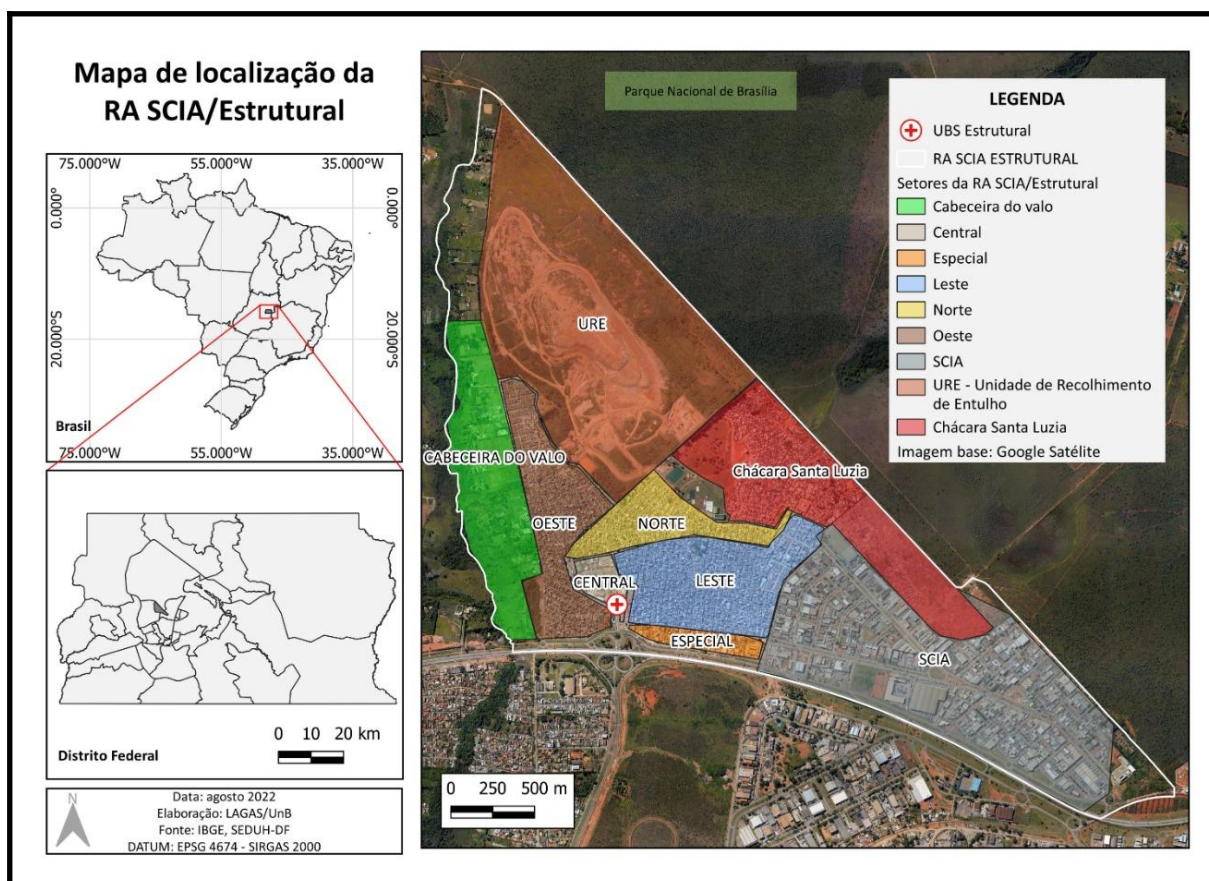 Mapa de localização da
RA SCIA/Estrutural
75.000°W 55.000°W 35.000°W
0.000° 0.000°
20.000°S 20.000°S
Brasil
75.000°W 55.000°W 35.000°W
0 10 20 km
Distrito Federal
N
Data: agosto 2022
Elaboração: LAGAS/UnB
Fonte: IBGE, SEDUH-DF
DATUM: EPSG 4674 - SIRGAS 2000
Parque Nacional de Brasília
URE
CABECEIRA DO VALO
Chácara Santa Luzia
OESTE
NORTE
CENTRAL
LESTE
ESPECIAL
SCIA
0 250 500 m
LEGENDA
UBS Estrutural
RA SCIA ESTRUTURAL
Setores da RA SCIA/Estrutural
Cabeceira do valo
Central
Especial
Leste
Norte
Oeste
SCIA
URE - Unidade de Recolhimento
de Entulho
Chácara Santa Luzia
Imagem base: Google Satélite